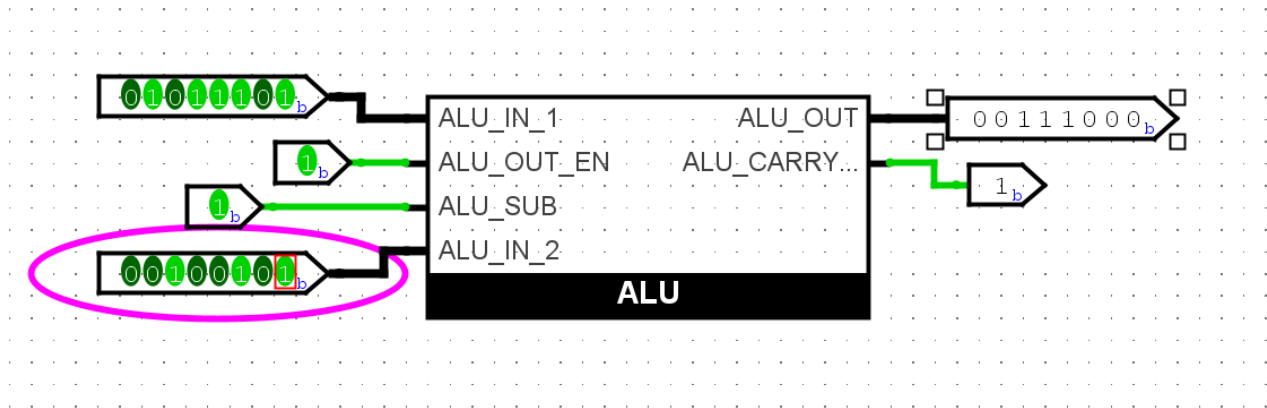 01011101b
ALU_IN_1
ALU_OUT
00111000b
1b
ALU_OUT_EN
ALU_CARRY...
1b
1b
ALU_SUB
00100101b
ALU_IN_2
ALU